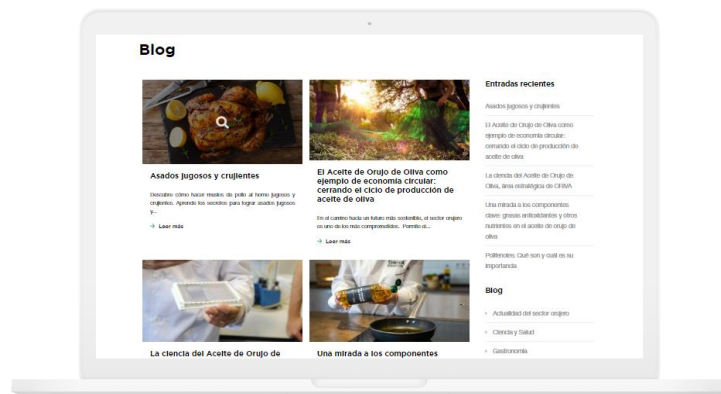 Blog
Asados jugosos y crujientes
Descubre cómo hacer muslos de pollo al horno jugosos y
crujientes. Aprende los secretos para lograr asados jugosos
y...
Leer más
El Aceite de Orujo de Oliva como
ejemplo de economía circular:
cerrando el ciclo de producción de
aceite de oliva
En el camino hacia un futuro más sostenible, el sector orujero
es uno de los más comprometidos. Permite el...
Leer más
La ciencia del Aceite de Orujo de
Una mirada a los componentes
Entradas recientes
Asados jugosos y crujientes
El Aceite de Orujo de Oliva como
ejemplo de economía circular:
cerrando el ciclo de producción de
aceite de oliva
La ciencia del Aceite de Orujo de
Oliva, área estratégica de ORIVA
Una mirada a los componentes
clave: grasas antioxidantes y otros
nutrientes en el aceite de orujo de
oliva
Polifenoles: Qué son y cuál es su
importancia
Blog
Actualidad del sector orujero
Ciencia y Salud
Gastronomía